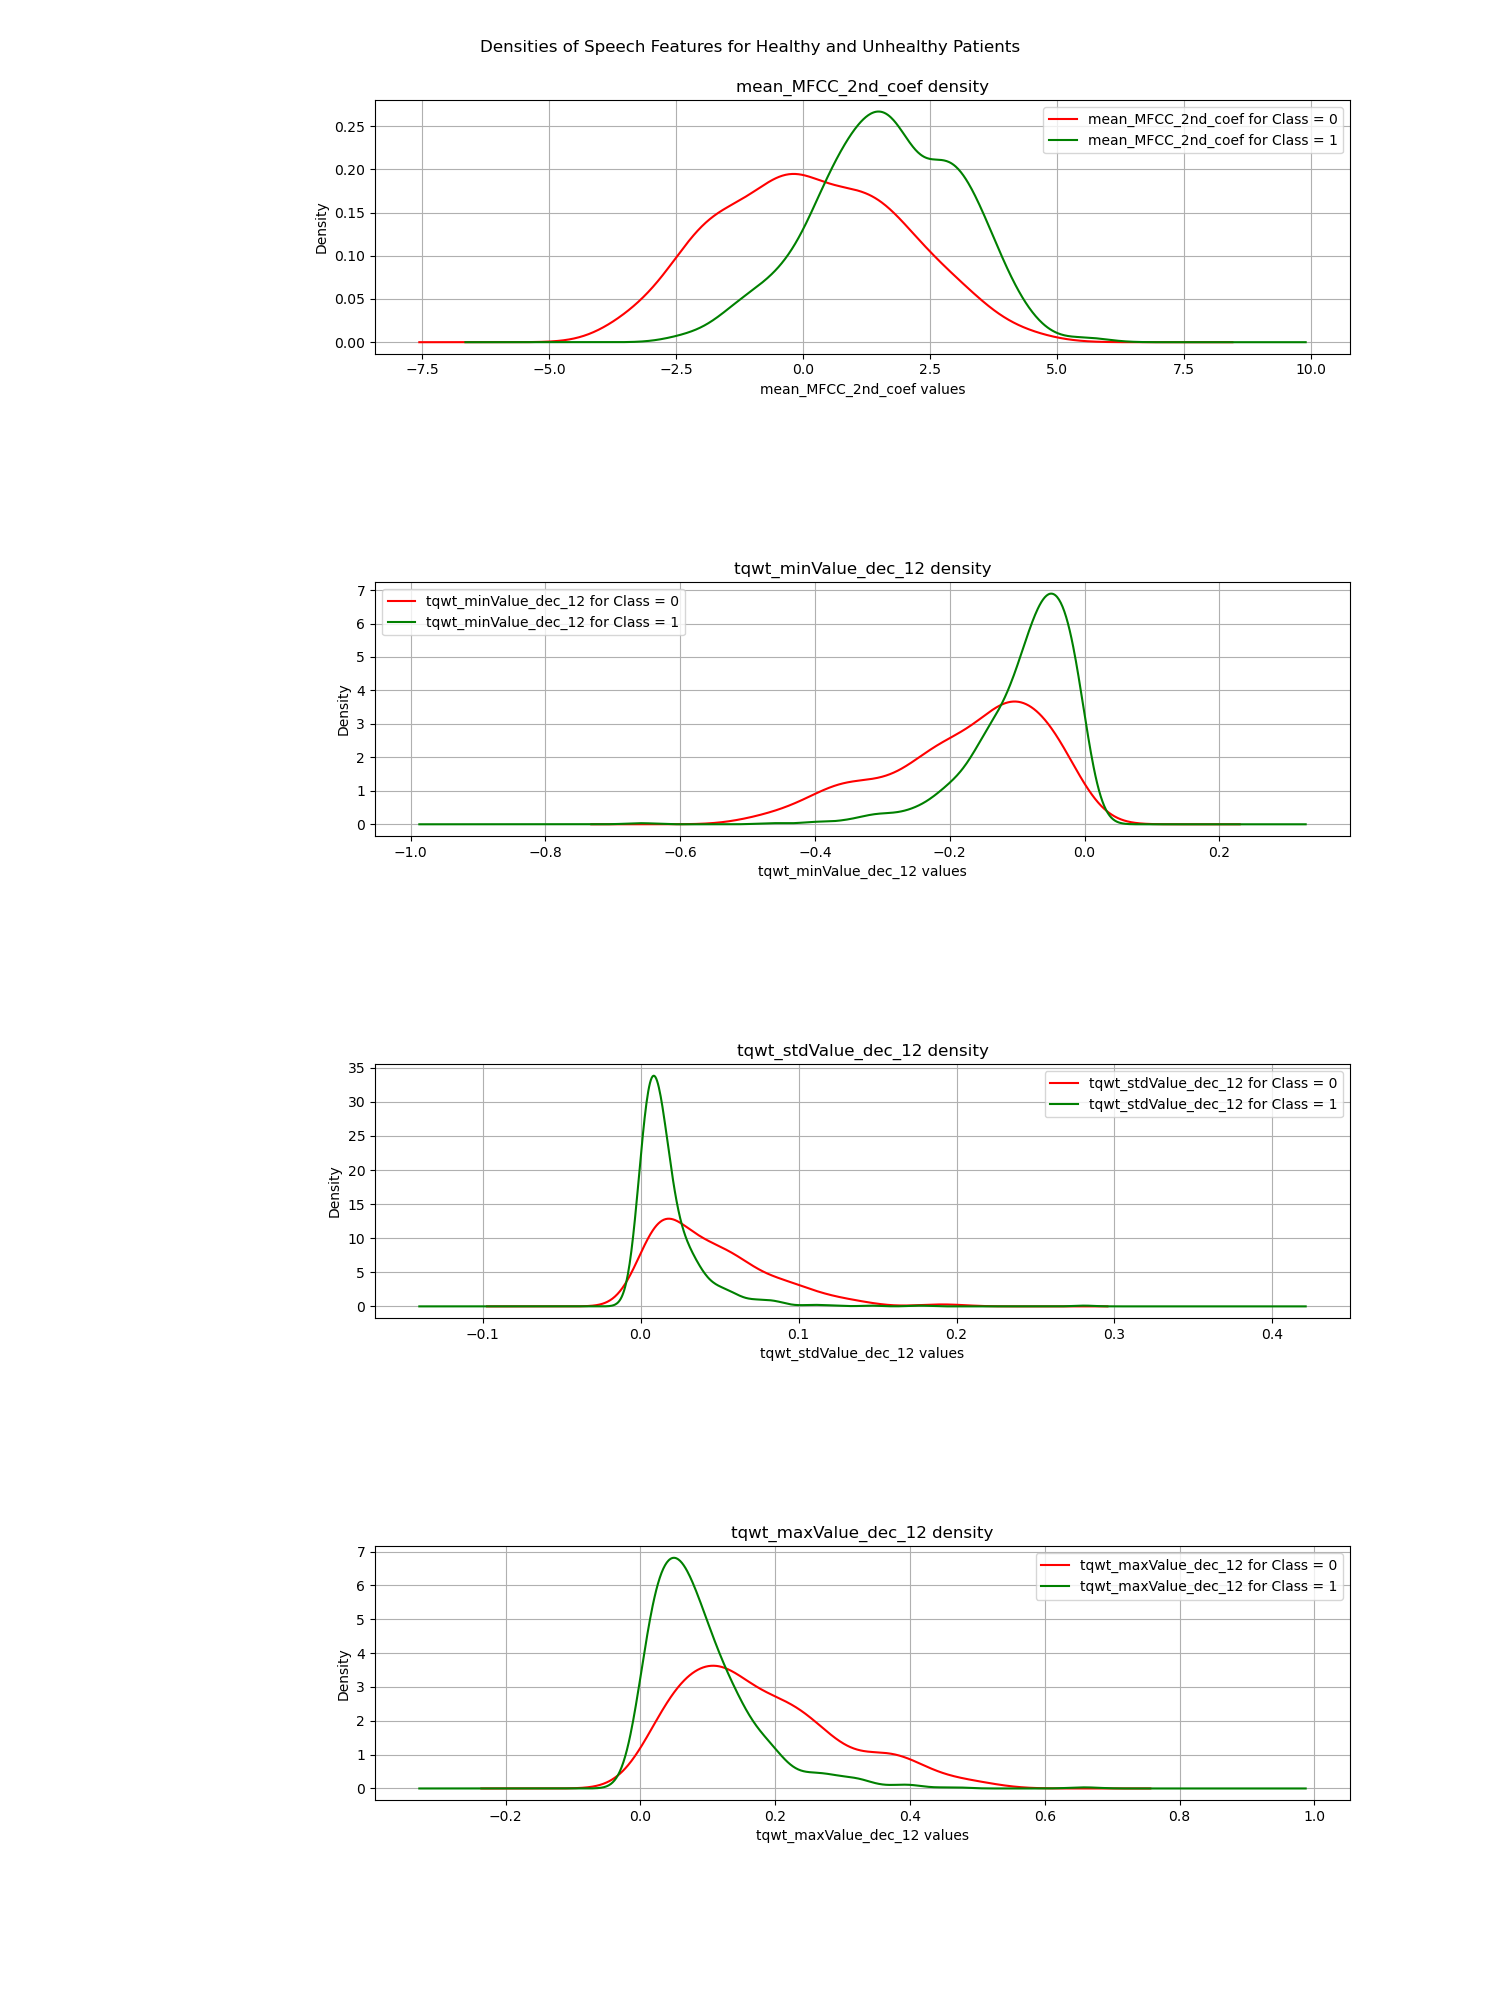 Densities of Speech Features for Healthy and Unhealthy Patients
mean_MFCC_2nd_coef density
mean_MFCC_2nd_coef for Class = 0
mean_MFCC_2nd_coef for Class = 1
Density
0.25
0.20
0.15
0.10
0.05
0.00
−7.5 −5.0 −2.5 0.0 2.5 5.0 7.5 10.0
mean_MFCC_2nd_coef values
tqwt_minValue_dec_12 density
tqwt_minValue_dec_12 for Class = 0
tqwt_minValue_dec_12 for Class = 1
Density
7
6
5
4
3
2
1
0
−1.0 −0.8 −0.6 −0.4 −0.2 0.0 0.2
tqwt_minValue_dec_12 values
tqwt_stdValue_dec_12 density
tqwt_stdValue_dec_12 for Class = 0
tqwt_stdValue_dec_12 for Class = 1
Density
35
30
25
20
15
10
5
0
−0.1 0.0 0.1 0.2 0.3 0.4
tqwt_stdValue_dec_12 values
tqwt_maxValue_dec_12 density
tqwt_maxValue_dec_12 for Class = 0
tqwt_maxValue_dec_12 for Class = 1
Density
7
6
5
4
3
2
1
0
−0.2 0.0 0.2 0.4 0.6 0.8 1.0
tqwt_maxValue_dec_12 values